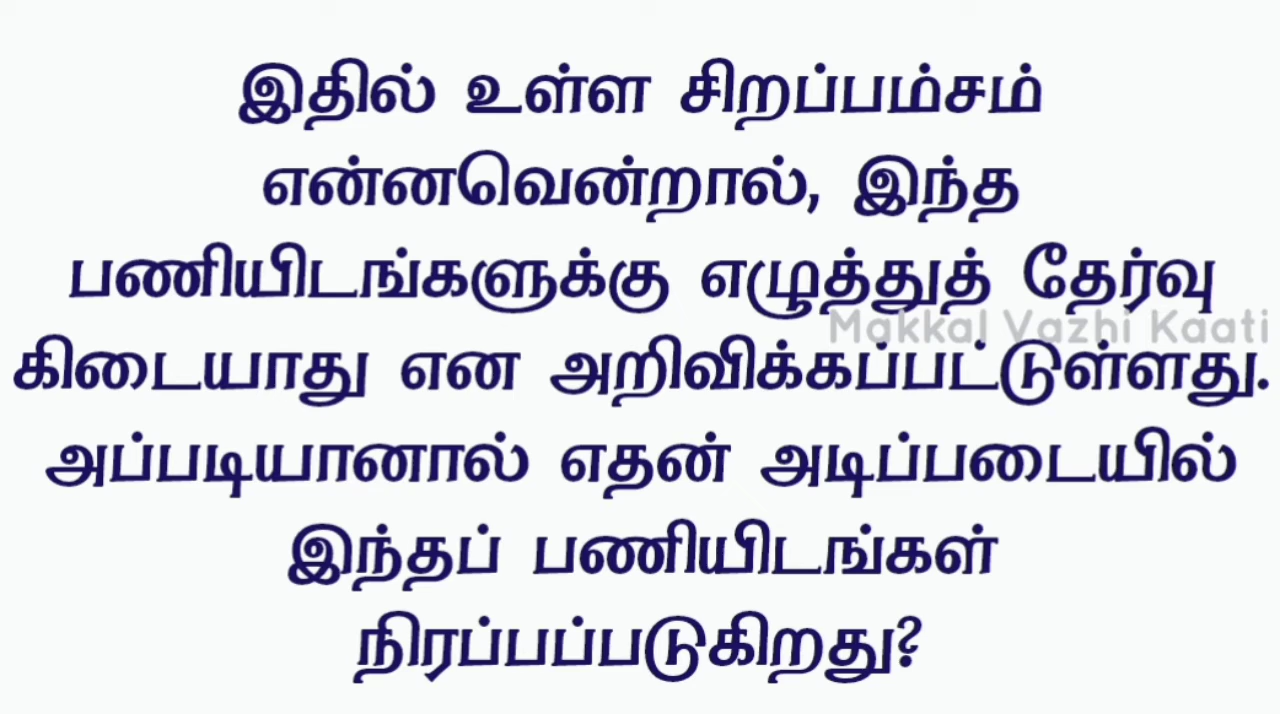 இதில் உள்ள சிறப்பம்சம்
என்னவென்றால், இந்த
பணியிடங்களுக்கு எழுத்துத் தேர்வு
Makkal Vazhi Kaati
கிடையாது என அறிவிக்கப்பட்டுள்ளது.
அப்படியானால் எதன் அடிப்படையில்
இந்தப் பணியிடங்கள்
நிரப்பப்படுகிறது?